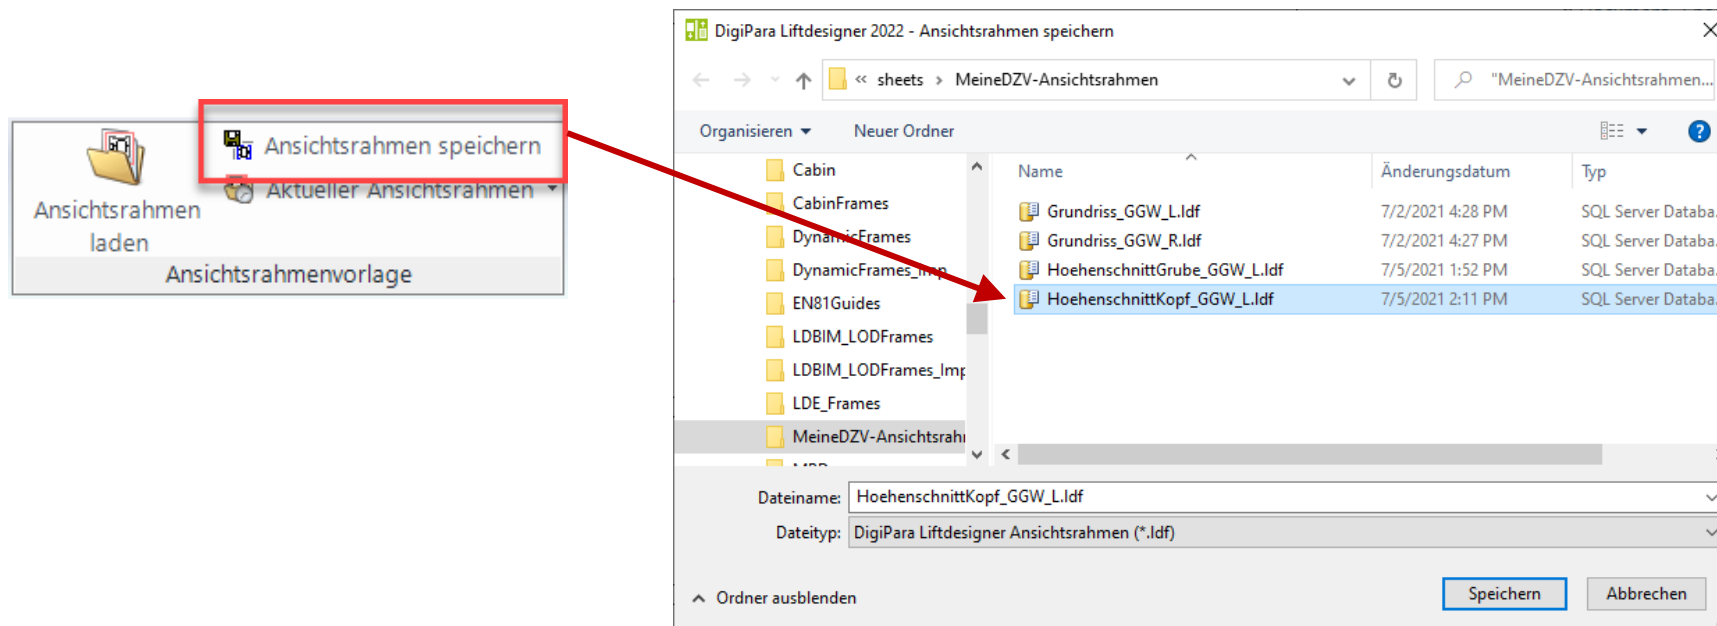 Ansichtsrahmen speichern
Aktueller Ansichtsrahmen
Ansichtsrahmen
laden
Ansichtsrahmenvorlage
DigiPara Liftdesigner 2022 - Ansichtsrahmen speichern
« sheets › MeineDZV-Ansichtsrahmen
"MeineDZV-Ansichtsrahmen...
Organisieren
Neuer Ordner
Name Änderungsdatum Typ
Cabin
CabinFrames
DynamicFrames
DynamicFrames_Imp
EN81Guides
LDBIM_LODFrames
LDBIM_LODFrames_Imp
LDE_Frames
MeineDZV-Ansichtsrahm
Grundriss_GGW_L.ldf 7/2/2021 4:28 PM SQL Server Databa.
Grundriss_GGW_R.ldf 7/2/2021 4:27 PM SQL Server Databa.
HoehenschnittGrube_GGW_L.ldf 7/5/2021 1:52 PM SQL Server Databa.
HoehenschnittKopf_GGW_L.ldf 7/5/2021 2:11 PM SQL Server Databa.
Dateiname: HoehenschnittKopf_GGW_L.ldf
Dateityp: DigiPara Liftdesigner Ansichtsrahmen (*.ldf)
Ordner ausblenden
Speichern
Abbrechen